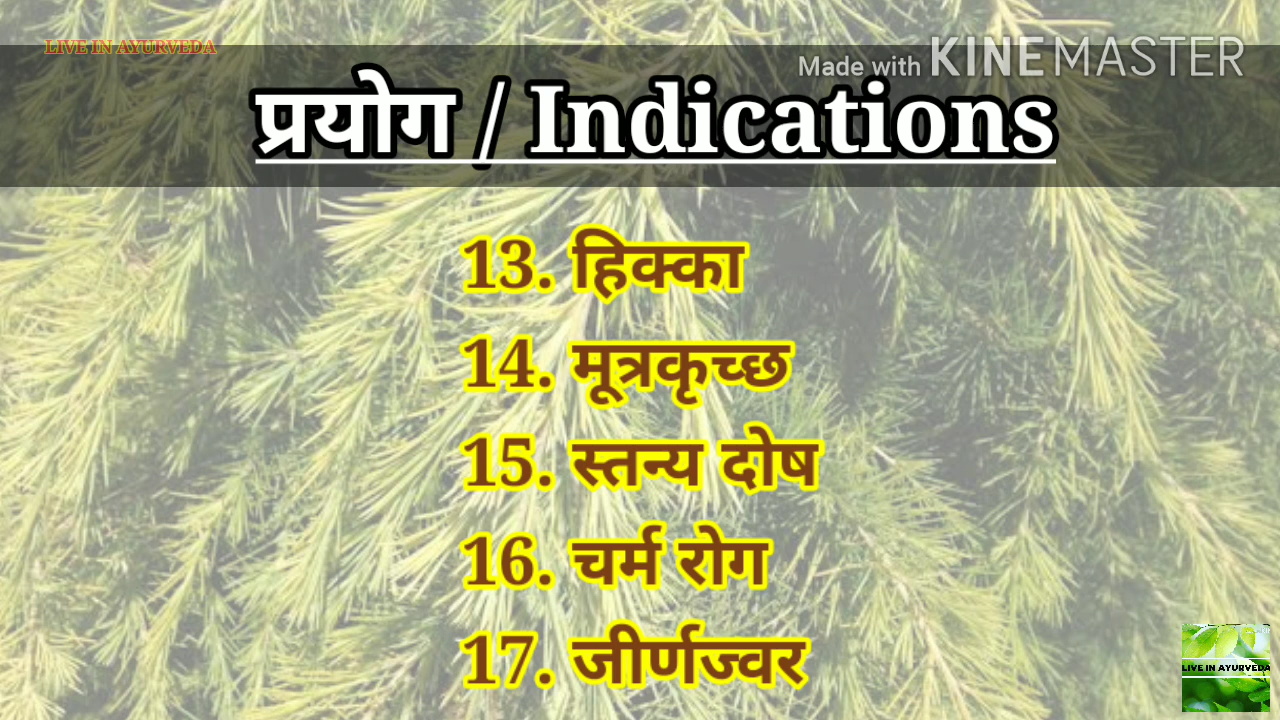 LIVE IN AYURVEDA
Made with KINEMASTER
प्रयोग / Indications
13. हिक्का
14. मूत्रकृच्छ
15. स्तन्य दोष
16. चर्म रोग
17. जीर्णज्वर
LIVE IN AYURVEDA